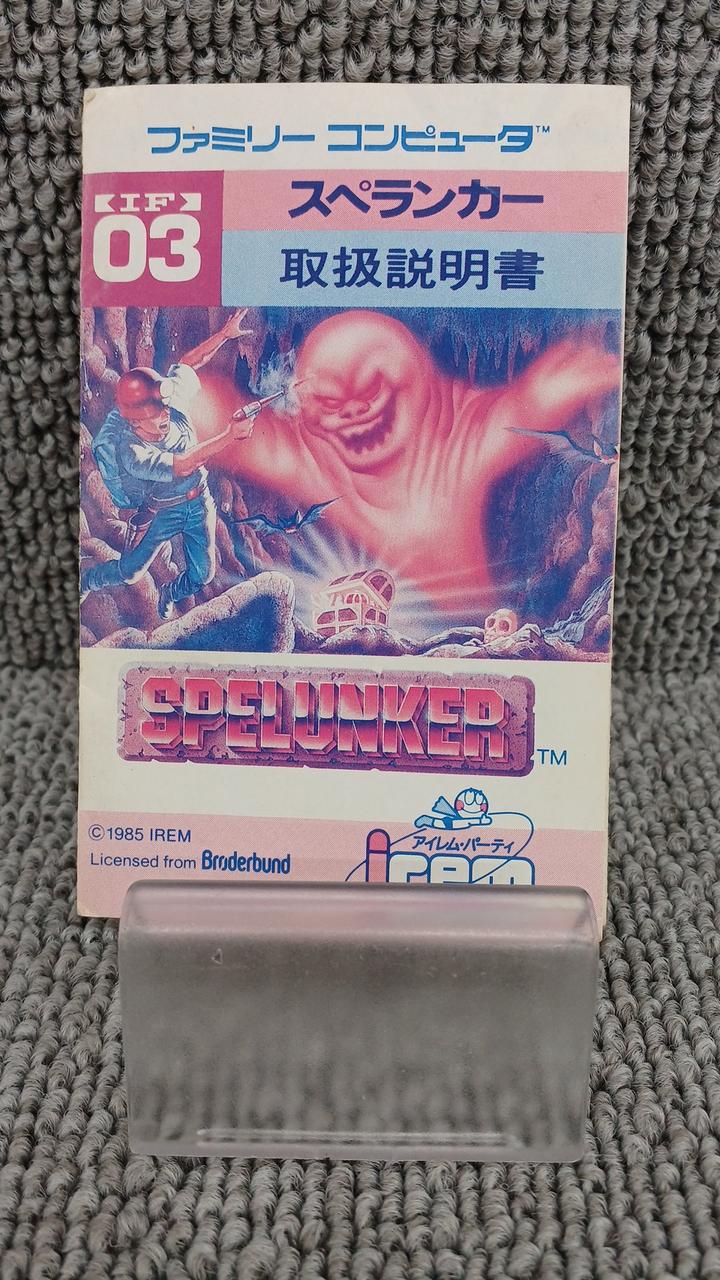 ファミリー コンピュータ™
IF
03
スペランカー
取扱説明書
SPELUNKER
TM
©1985 IREM
Licensed from Brøderbund
アイレム・パーティ
irem